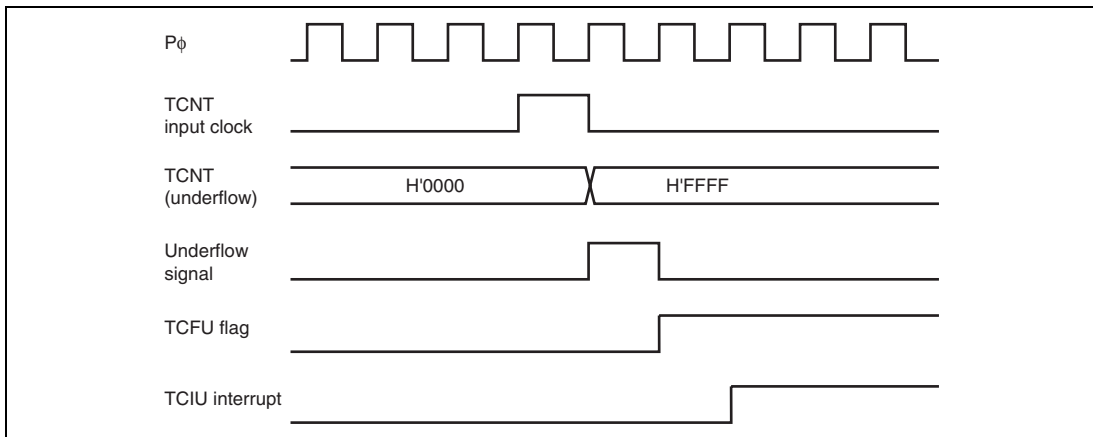 Pϕ
TCNT
input clock
TCNT
(underflow)
H'0000
H'FFFF
Underflow
signal
TCFU flag
TCIU interrupt